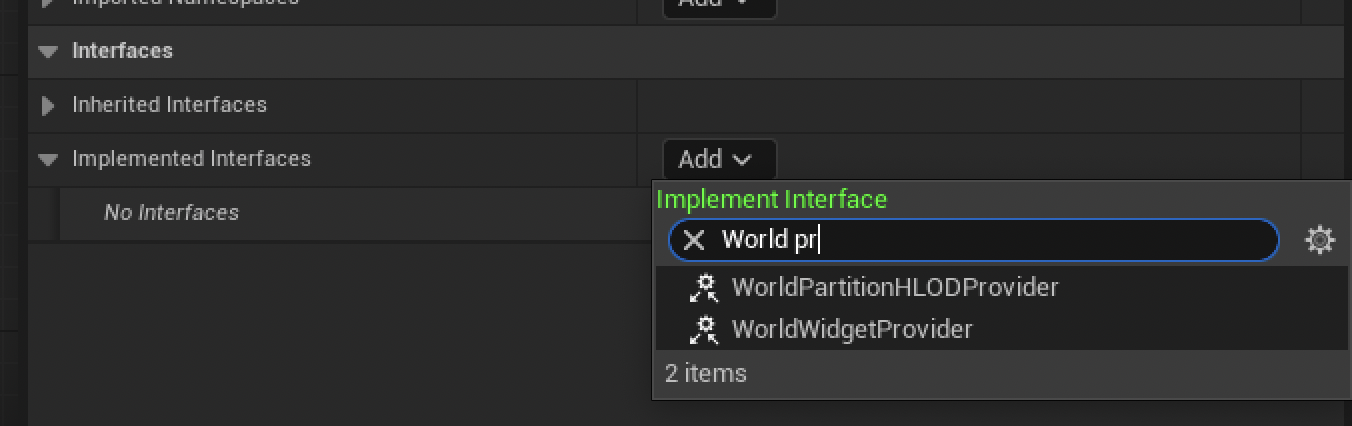 Imported Namespaces
Add
Interfaces
Inherited Interfaces
Implemented Interfaces
Add
No Interfaces
Implement Interface
World pr
WorldPartitionHLODProvider
WorldWidgetProvider
2 items